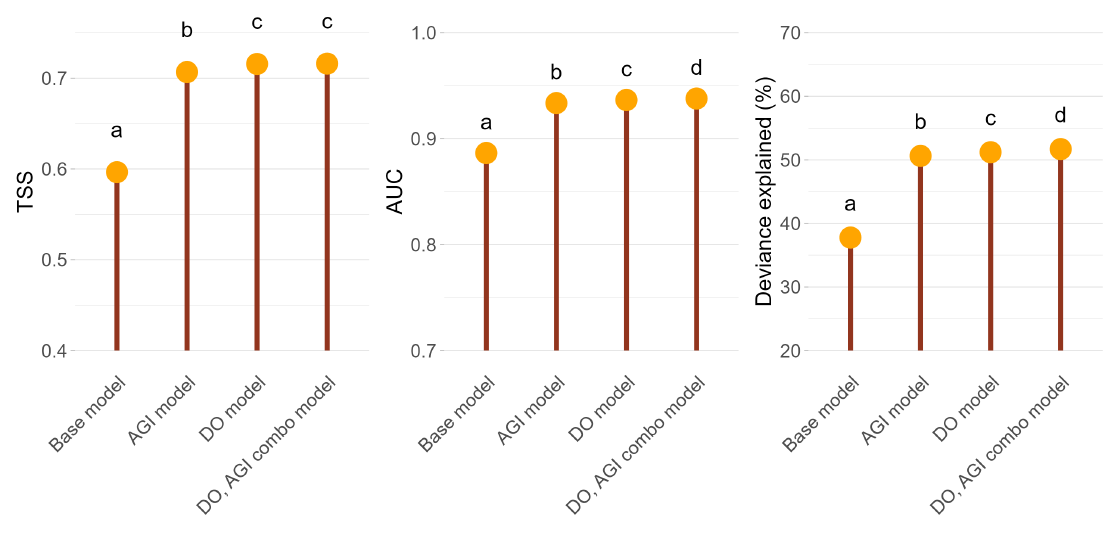 TSS
0.7
0.6
0.5
0.4
a
b
c
c
Base model
AGI model
DO model
DO, AGI combo model
AUC
1.0
0.9
0.8
0.7
a
b
c
d
Base model
AGI model
DO model
DO, AGI combo model
Deviance explained (%)
70
60
50
40
30
20
a
b
c
d
Base model
AGI model
DO model
DO, AGI combo model